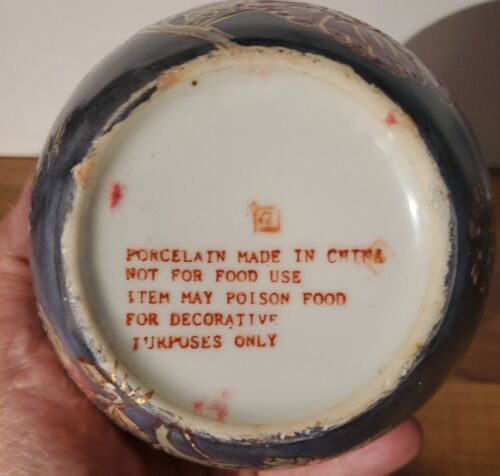 PORCELAIN MADE IN CHINA
NOT FOR FOOD USE
ITEM MAY POISON FOOD
FOR DECORATIVE
PURPOSES ONLY